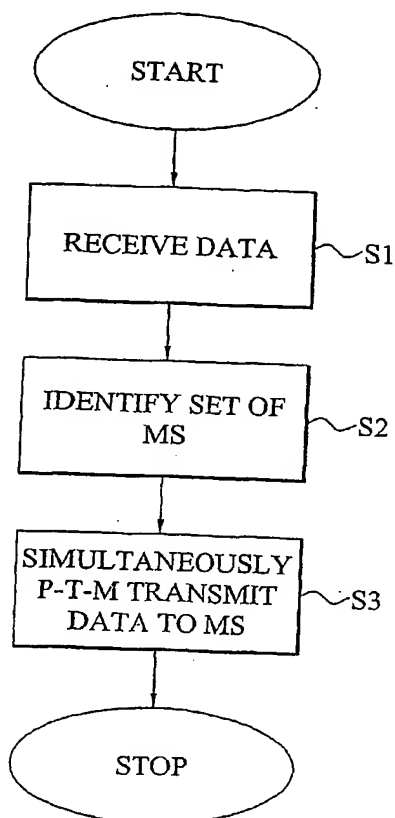 START
RECEIVE DATA
S1
IDENTIFY SET OF
MS
S2
SIMULTANEOUSLY
P-T-M TRANSMIT
DATA TO MS
S3
STOP